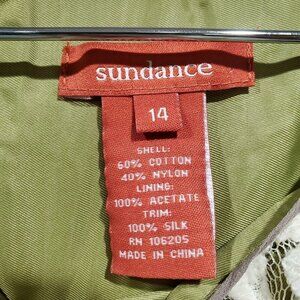 sundance
14
SHELL:
60% COTTON
40% NYLON
LINING:
100% ACETATE
TRIM:
100% SILK
RN 106205
MADE IN CHINA